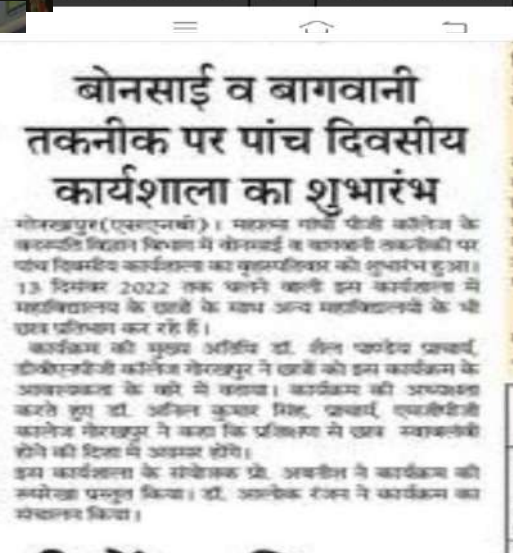 बोनसाई व बागवानी
तकनीक पर पांच दिवसीय
कार्यशाला का शुभारंभ
गोरखपुर(एसएनबी)। महात्मा गांधी पीजी कॉलेज के
वनस्पति विज्ञान विभाग में बोनसाई व बागवानी तकनीकी पर
पांच दिवसीय कार्यशाला का बृहस्पतिवार को शुभारंभ हुआ।
13 दिसंबर 2022 तक चलने वाली इस कार्यशाला में
महाविद्यालय के छात्रों के साथ अन्य महाविद्यालयों के भी
छात्र प्रतिभाग कर रहे हैं।
कार्यक्रम की मुख्य अतिथि डॉ. शैल पाण्डेय प्राचार्य,
डीवीएनपीजी कॉलेज गोरखपुर ने छात्रों को इस कार्यक्रम के
आवश्यकता के बारे में बताया। कार्यक्रम की अध्यक्षता
करते हुए डॉ. अनिल कुमार सिंह, प्राचार्य, एमजीपीजी
कालेज गोरखपुर ने कहा कि प्रशिक्षण में छात्र स्वावलंबी
होने की दिशा में अग्रसर होंगे।
इस कार्यशाला के संयोजक प्रो. अवनीश ने कार्यक्रम की
रूपरेखा प्रस्तुत किया। डॉ. आलोक रंजन ने कार्यक्रम का
संचालन किया।